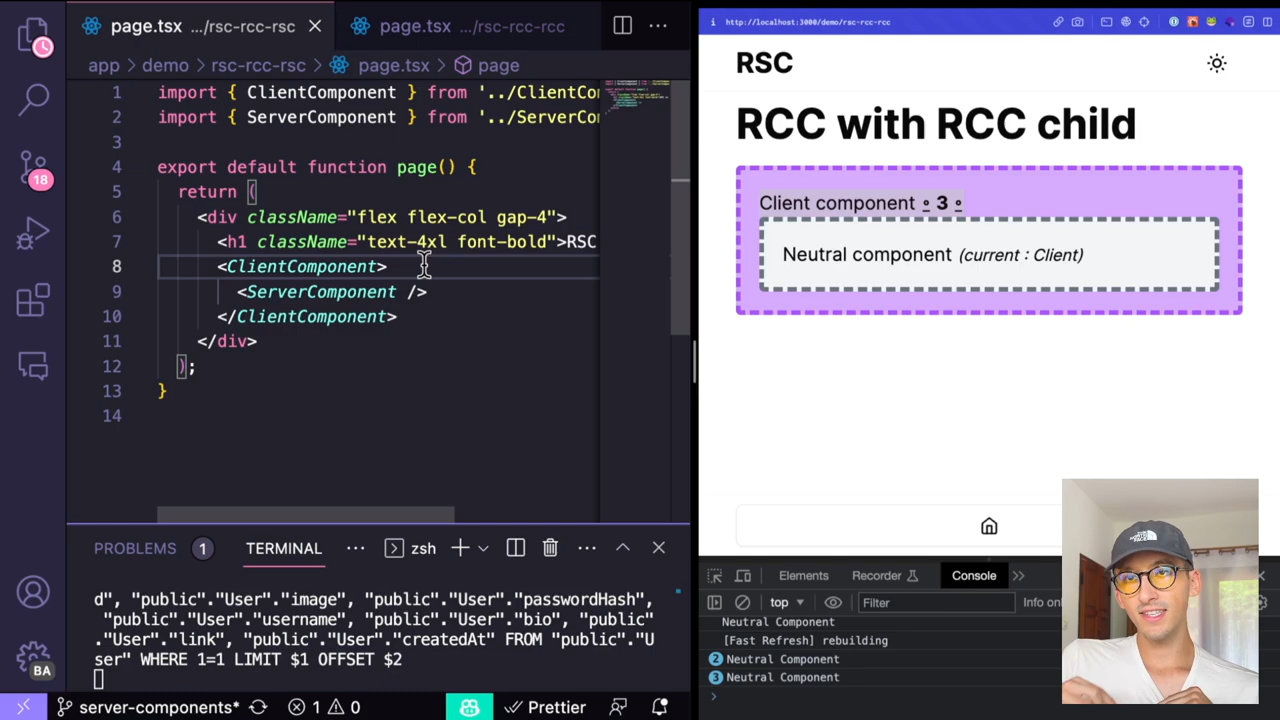 page.tsx .../rsc-rcc-rsc
page.tsx .../rsc-rcc-rcc
app > demo > rsc-rcc-rsc > page.tsx > page
1 import { ClientComponent } from '../ClientCo
2 import { ServerComponent } from '../ServerCo
3
4 export default function page() {
5 return (
6 <div className="flex flex-col gap-4">
7 <h1 className="text-4xl font-bold">RSC
8 <ClientComponent>
9 <ServerComponent />
10 </ClientComponent>
11 </div>
12 );
13 }
14
18
PROBLEMS 1 TERMINAL ··· zsh
d", "public"."User"."image", "public"."User"."passwordHash",
"public"."User"."username", "public"."User"."bio", "public"
."User"."link", "public"."User"."createdAt" FROM "public"."U
ser" WHERE 1=1 LIMIT $1 OFFSET $2
BA
server-components* 1 0 Prettier
http://localhost:3000/demo/rsc-rcc-rcc
RSC
RCC with RCC child
Client component 3
Neutral component (current : Client)
Elements Recorder Console
top Filter Info on
Neutral Component
[Fast Refresh] rebuilding
2 Neutral Component
3 Neutral Component